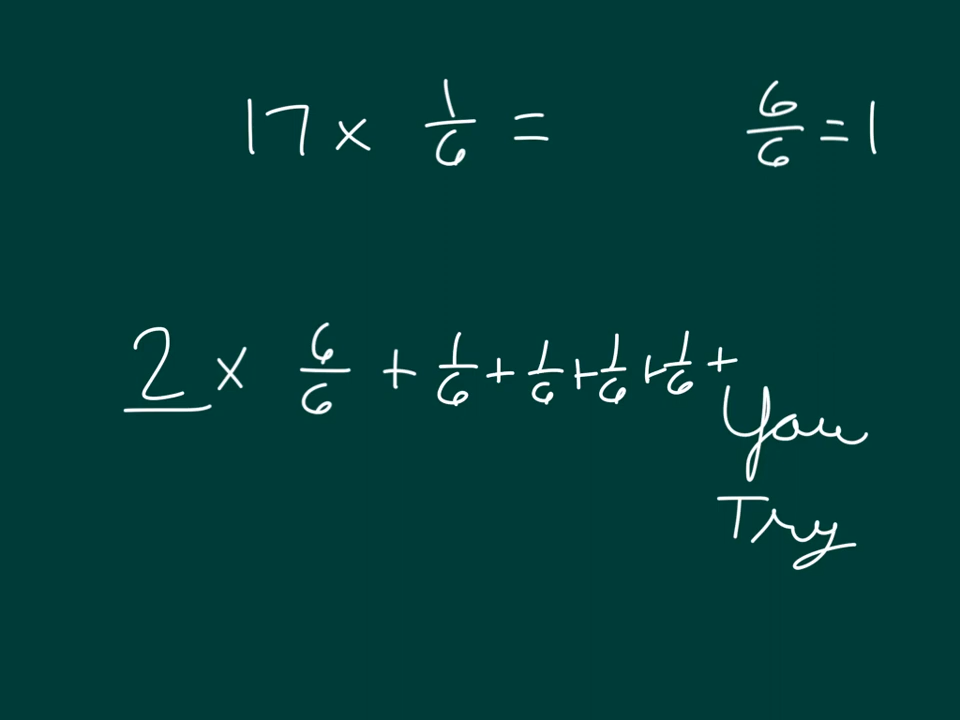 17 × 1/6 = 6/6 = 1
2 × 6/6 + 1/6 + 1/6 + 1/6 + 1/6 +
You
Try